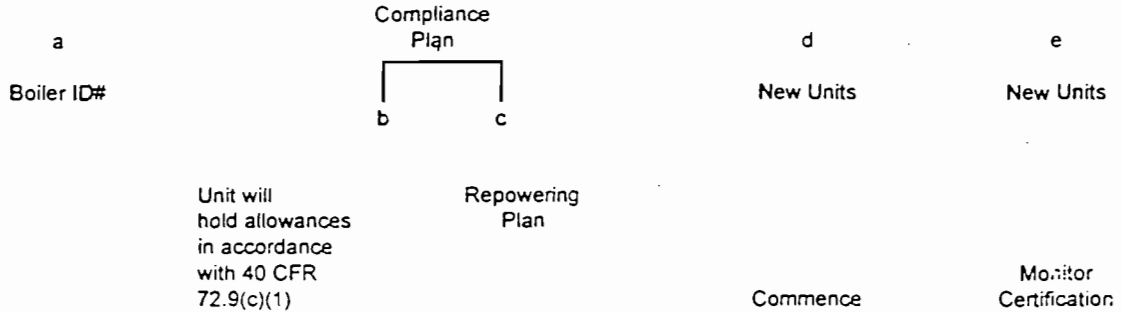 Compliance
a Plan d e
Boiler ID# New Units New Units
b c
Unit will Repowering
hold allowances Plan
in accordance
with 40 CFR Monitor
72.9(c)(1) Commence Certification